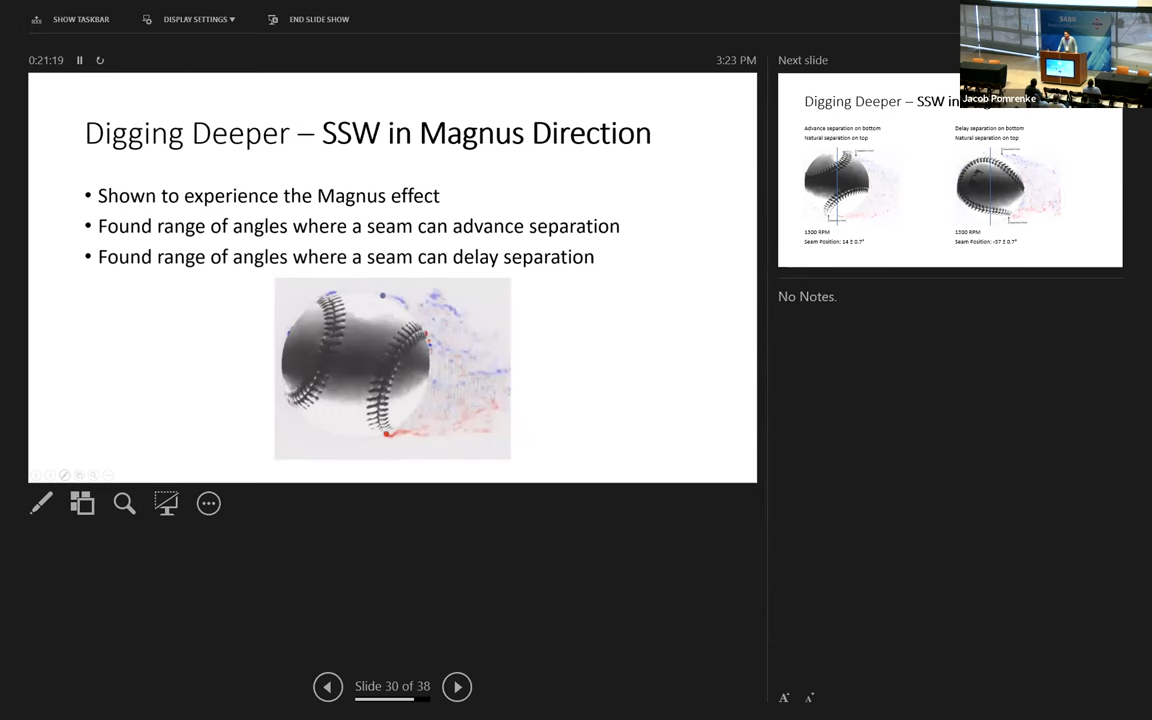 SHOW TASKBAR
DISPLAY SETTINGS ▼
END SLIDE SHOW
0:21:19
3:23 PM
Digging Deeper – SSW in Magnus Direction
• Shown to experience the Magnus effect
• Found range of angles where a seam can advance separation
• Found range of angles where a seam can delay separation
Slide 30 of 38
Next slide
Digging Deeper – SSW in
Advance separation on bottom
Natural separation on top
Delay separation on bottom
Natural separation on top
1300 RPM
Seam Position: 14 ± 0.7°
1300 RPM
Seam Position: -37 ± 0.7°
No Notes.
SABR
Jacob Pomrenke